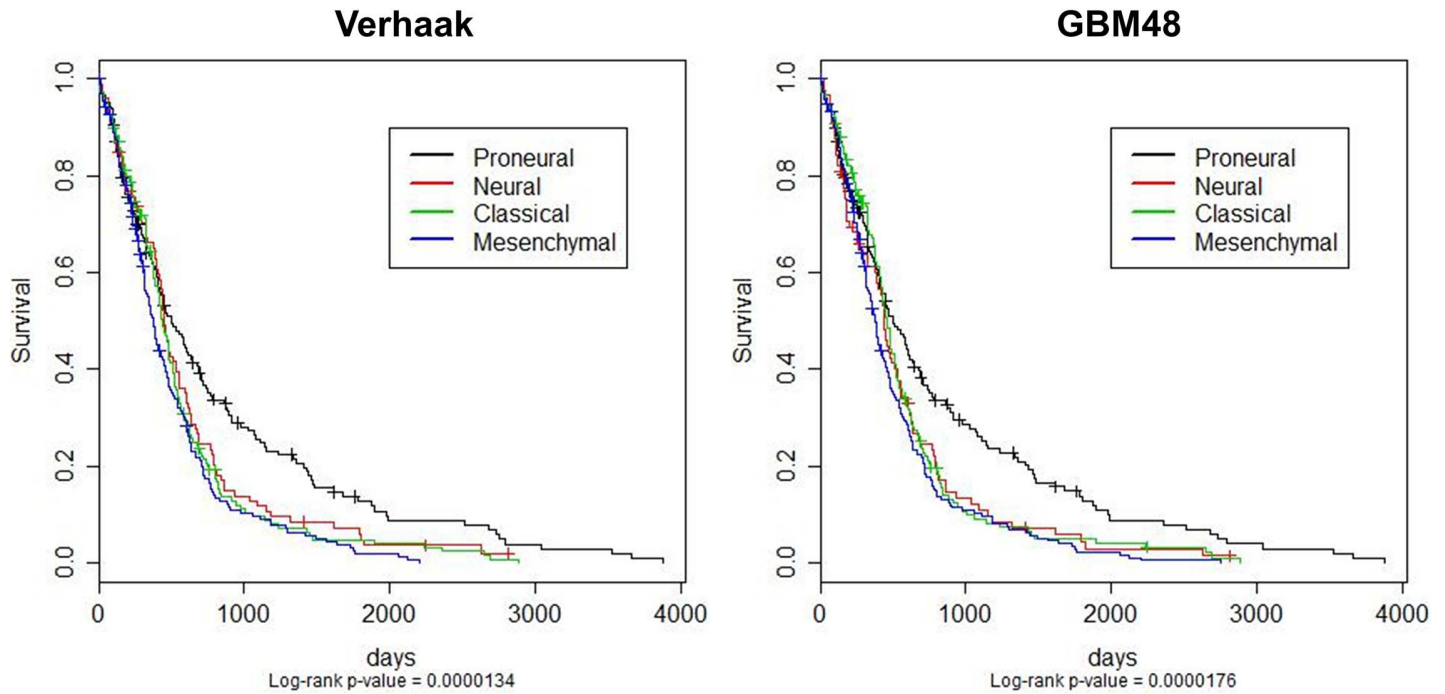 Verhaak
GBM48
Survival
1.0
0.8
0.6
0.4
0.2
0.0
Proneural
Neural
Classical
Mesenchymal
0 1000 2000 3000 4000
days
Log-rank p-value = 0.0000134
Survival
1.0
0.8
0.6
0.4
0.2
0.0
Proneural
Neural
Classical
Mesenchymal
0 1000 2000 3000 4000
days
Log-rank p-value = 0.0000176